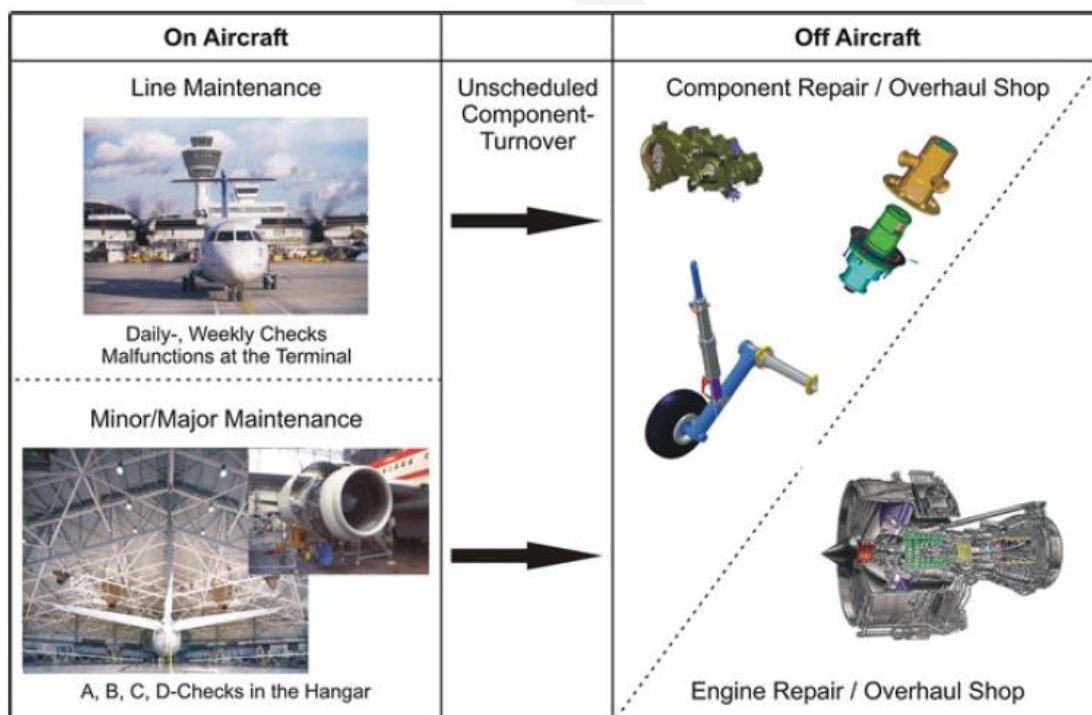 On Aircraft
Off Aircraft
Line Maintenance
Daily-, Weekly Checks
Malfunctions at the Terminal
Minor/Major Maintenance
A, B, C, D-Checks in the Hangar
Unscheduled
Component-
Turnover
Component Repair / Overhaul Shop
Engine Repair / Overhaul Shop